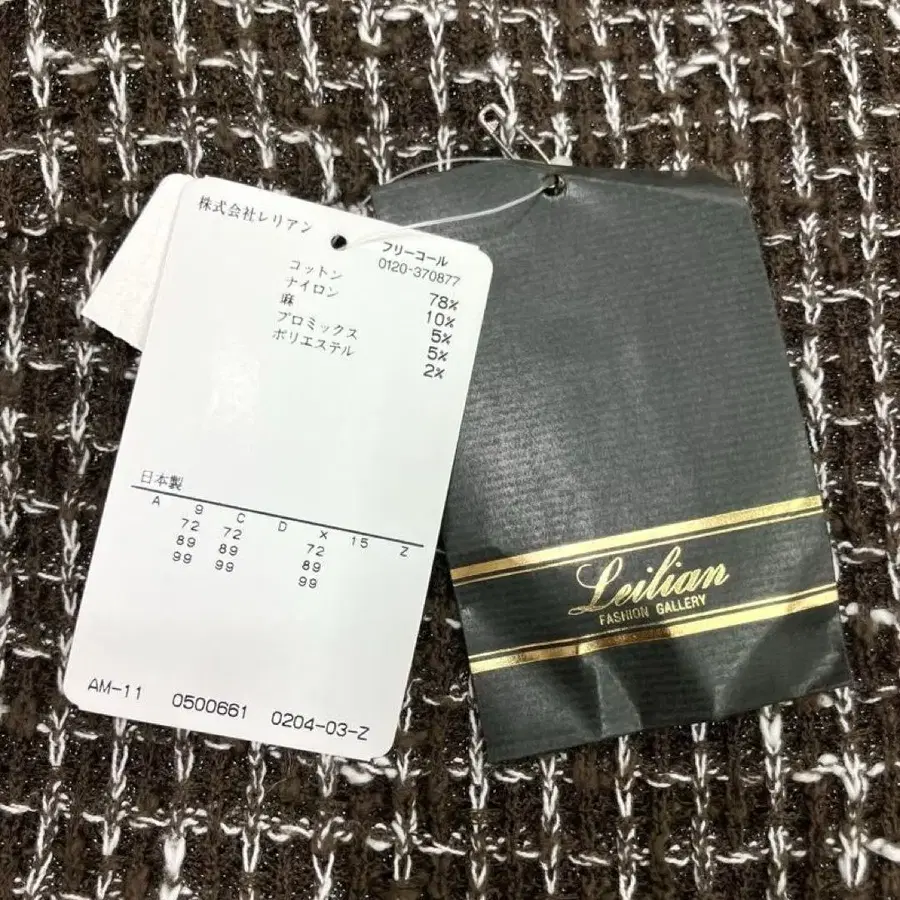 株式会社レリアン
フリーコール
0120-370877
コットン 78%
ナイロン 10%
麻 5%
プロミックス 5%
ポリエステル 2%
日本製
A 9 C D X 15 Z
72 72 72
89 89 89
99 99 99
AM-11 0500661 0204-03-Z
Leilian
FASHION GALLERY